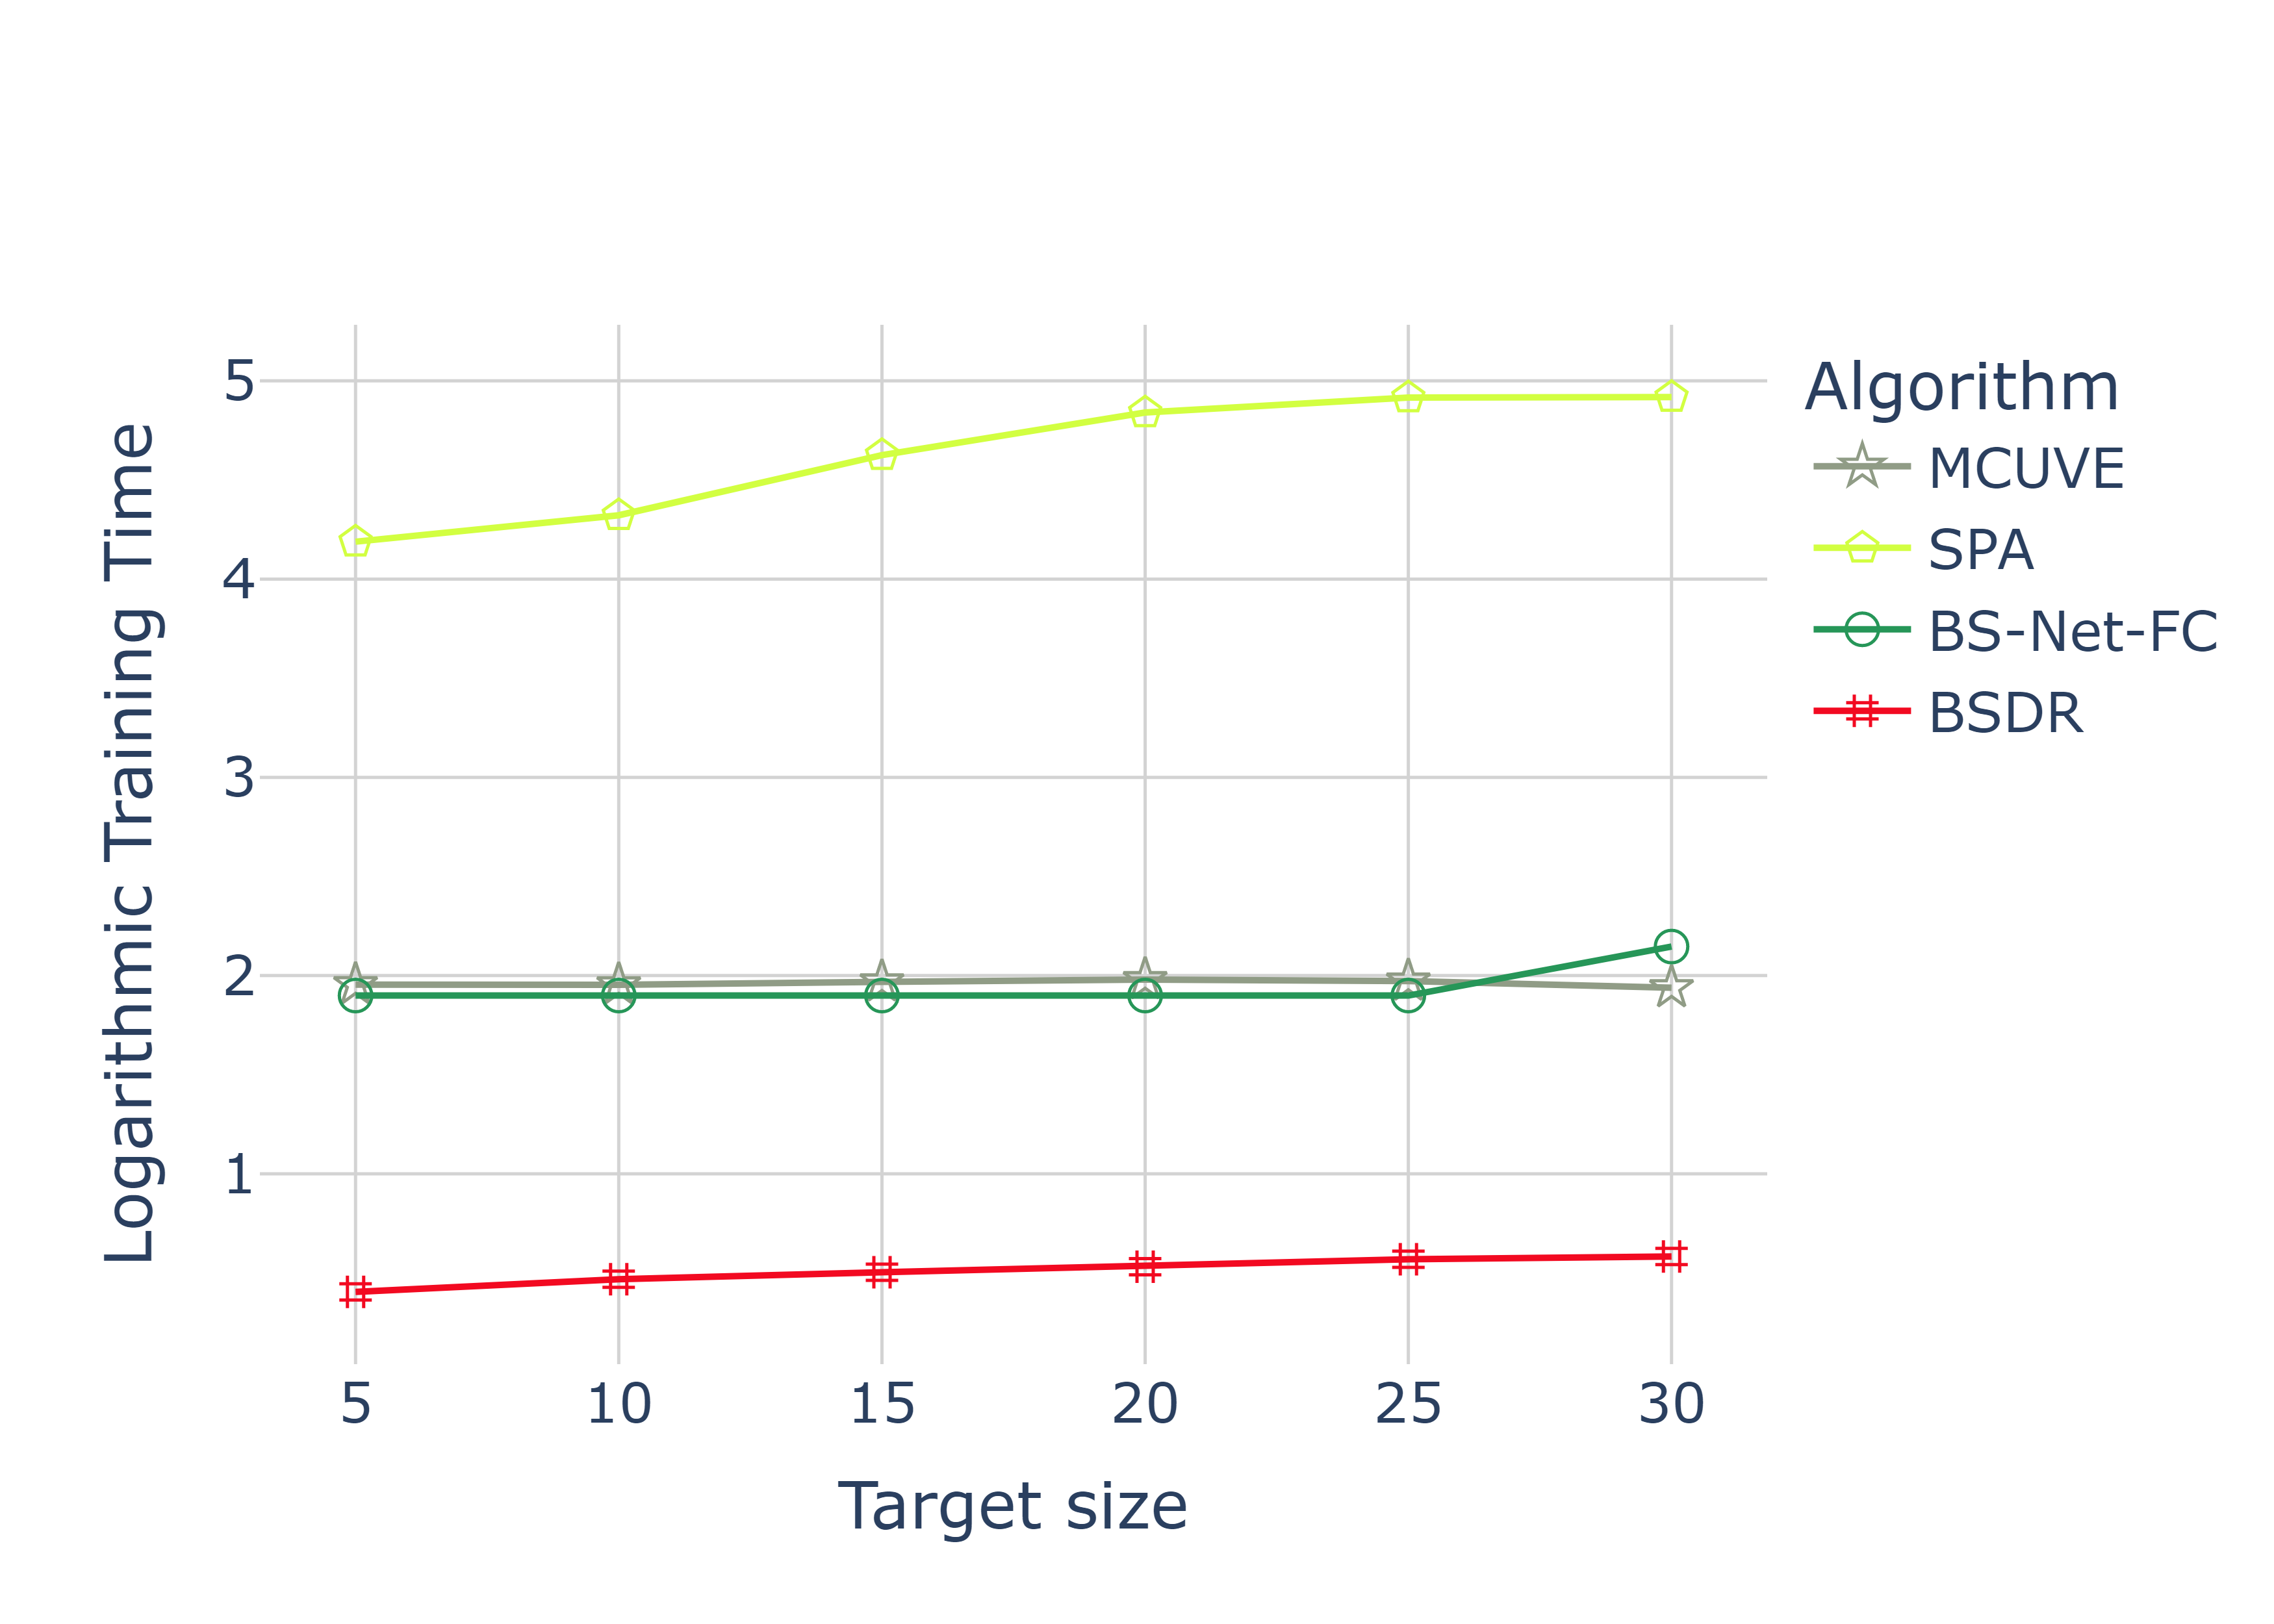 Logarithmic Training Time
5
4
3
2
1
5 10 15 20 25 30
Target size
Algorithm
MCUVE
SPA
BS-Net-FC
BSDR